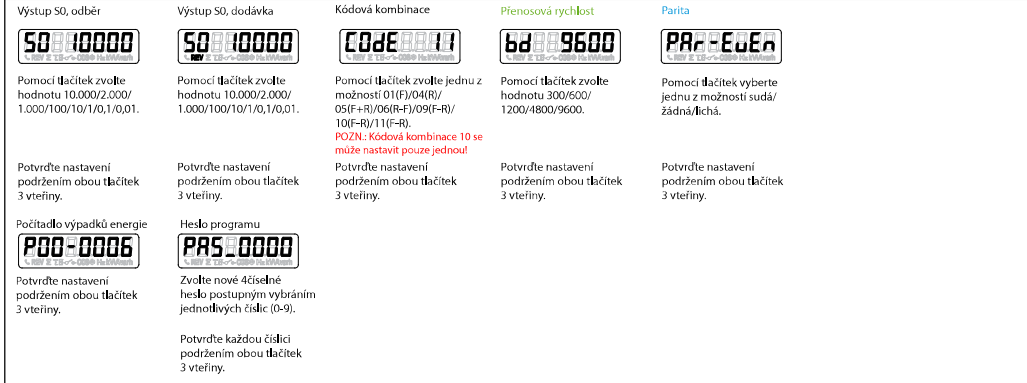 Výstup S0, odběr
S0 10000
Pomocí tlačítek zvolte
hodnotu 10.000/2.000/
1.000/100/10/1/0,1/0,01.
Potvrďte nastavení
podržením obou tlačítek
3 vteřiny.
Výstup S0, dodávka
S0 10000
REV
Pomocí tlačítek zvolte
hodnotu 10.000/2.000/
1.000/100/10/1/0,1/0,01.
Potvrďte nastavení
podržením obou tlačítek
3 vteřiny.
Kódová kombinace
C0dE 11
Pomocí tlačítek zvolte jednu z
možností 01(F)/04(R)/
05(F+R)/06(R-F)/09(F-R)/
10(F-R)/11(F-R).
POZN.: Kódová kombinace 10 se
může nastavit pouze jednou!
Potvrďte nastavení
podržením obou tlačítek
3 vteřiny.
Přenosová rychlost
bd 9600
Pomocí tlačítek zvolte
hodnotu 300/600/
1200/4800/9600.
Potvrďte nastavení
podržením obou tlačítek
3 vteřiny.
Parita
PAr-EvEn
Pomocí tlačítek vyberte
jednu z možností sudá/
žádná/lichá.
Potvrďte nastavení
podržením obou tlačítek
3 vteřiny.
Počítadlo výpadků energie
P00-0006
Potvrďte nastavení
podržením obou tlačítek
3 vteřiny.
Heslo programu
PAS_0000
Zvolte nové 4číselné
heslo postupným vybráním
jednotlivých číslic (0-9).
Potvrďte každou číslici
podržením obou tlačítek
3 vteřiny.